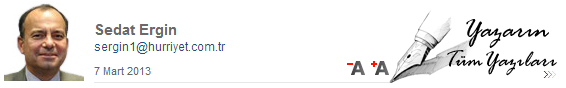 Sedat Ergin
sergin1@hurriyet.com.tr
7 Mart 2013
-A +A
Yazarın
Tüm Yazıları